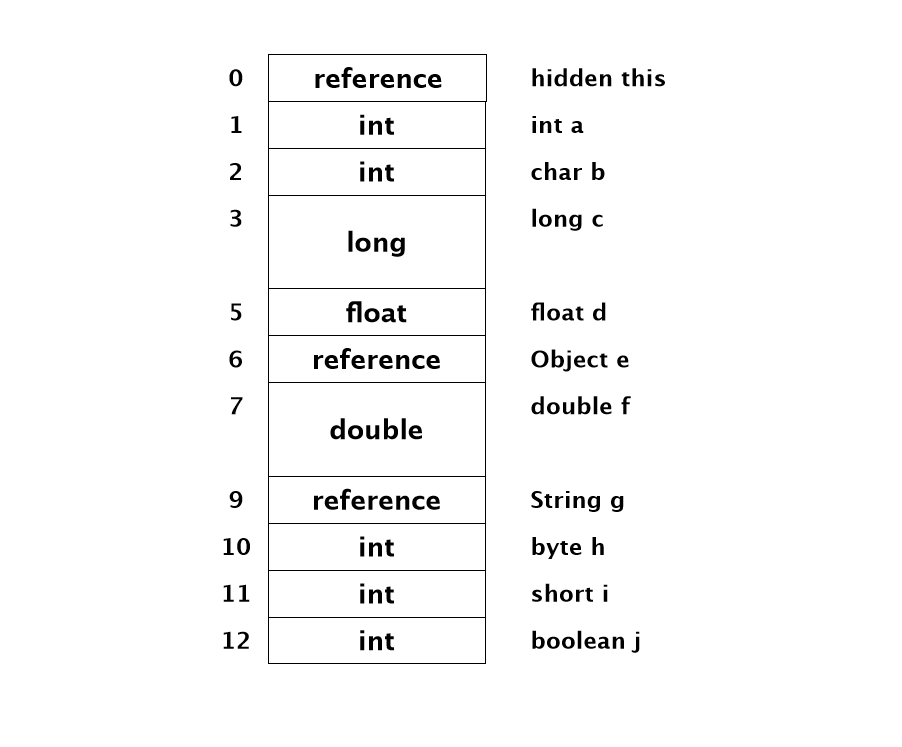 0 reference hidden this
1 int int a
2 int char b
3 long long c
5 float float d
6 reference Object e
7 double double f
9 reference String g
10 int byte h
11 int short i
12 int boolean j